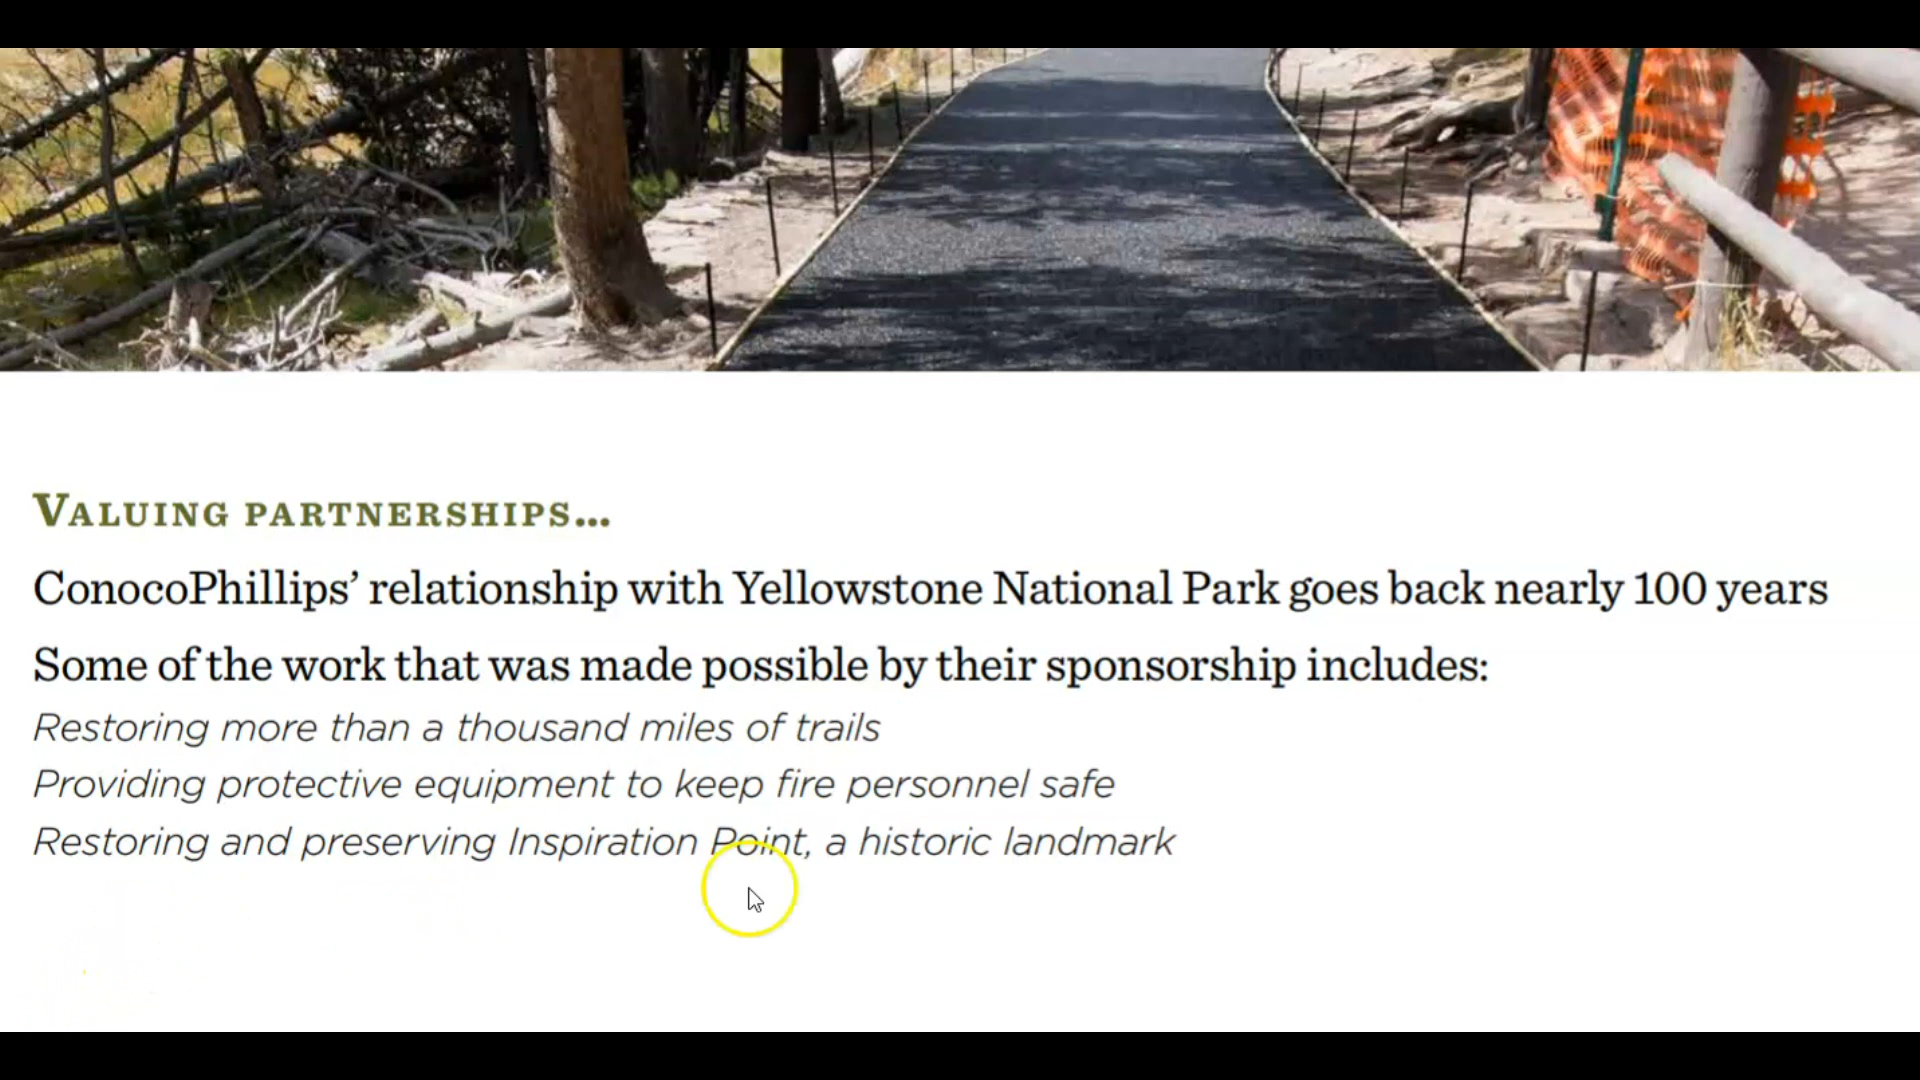 Valuing partnerships...
ConocoPhillips’ relationship with Yellowstone National Park goes back nearly 100 years
Some of the work that was made possible by their sponsorship includes:
Restoring more than a thousand miles of trails
Providing protective equipment to keep fire personnel safe
Restoring and preserving Inspiration Point, a historic landmark